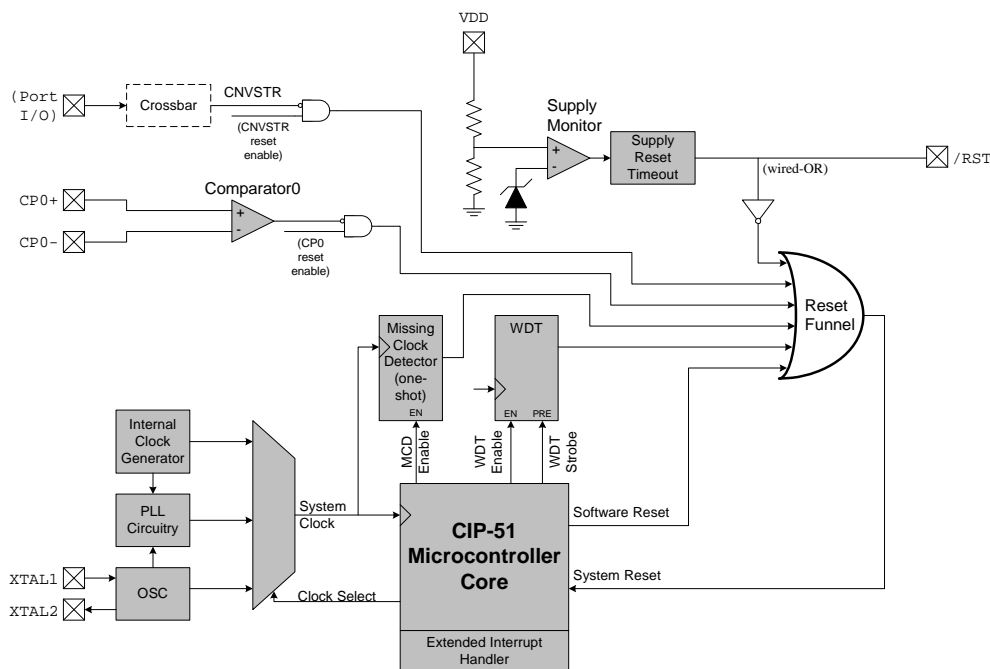 VDD
(Port
I/O)
Crossbar
CNVSTR
(CNVSTR
reset
enable)
Supply
Monitor
+
-
Supply
Reset
Timeout
(wired-OR)
/RST
CP0+
CP0-
Comparator0
+
-
(CP0
reset
enable)
Reset
Funnel
Missing
Clock
Detector
(one-
shot)
EN
WDT
EN
PRE
MCD
Enable
WDT
Enable
WDT
Strobe
Internal
Clock
Generator
PLL
Circuitry
OSC
XTAL1
XTAL2
System
Clock
Clock Select
CIP-51
Microcontroller
Core
Software Reset
System Reset
Extended Interrupt
Handler